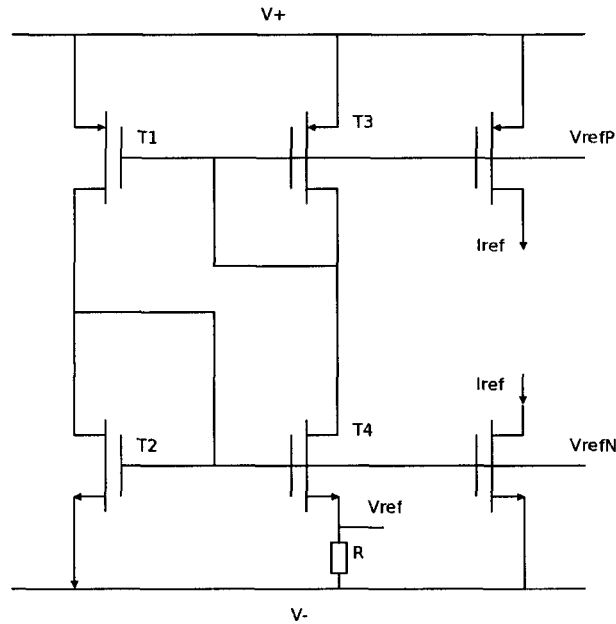 V+
T1
T3
VrefP
Iref
Iref
T2
T4
VrefN
Vref
R
V-